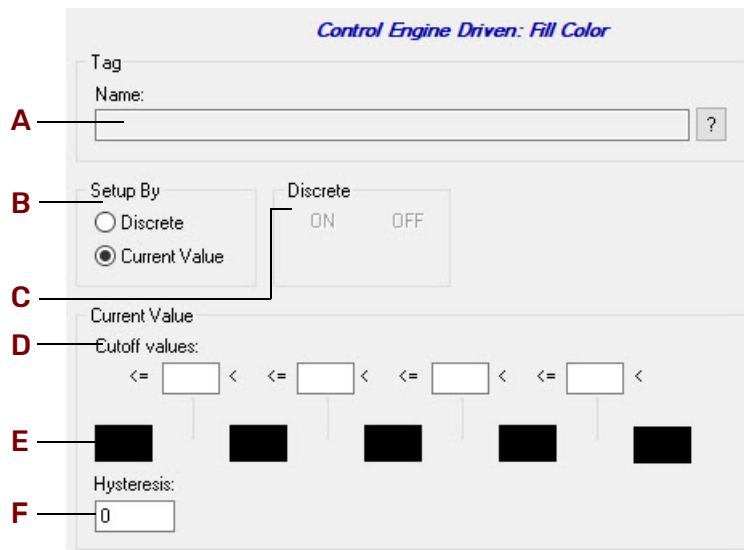 Control Engine Driven: Fill Color
Tag
Name:
A
?
Setup By
Discrete
B
Discrete
ON OFF
Current Value
C
Current Value
D
Cutoff values:
<= < <= < <= < <= <
E
Hysteresis:
F
0